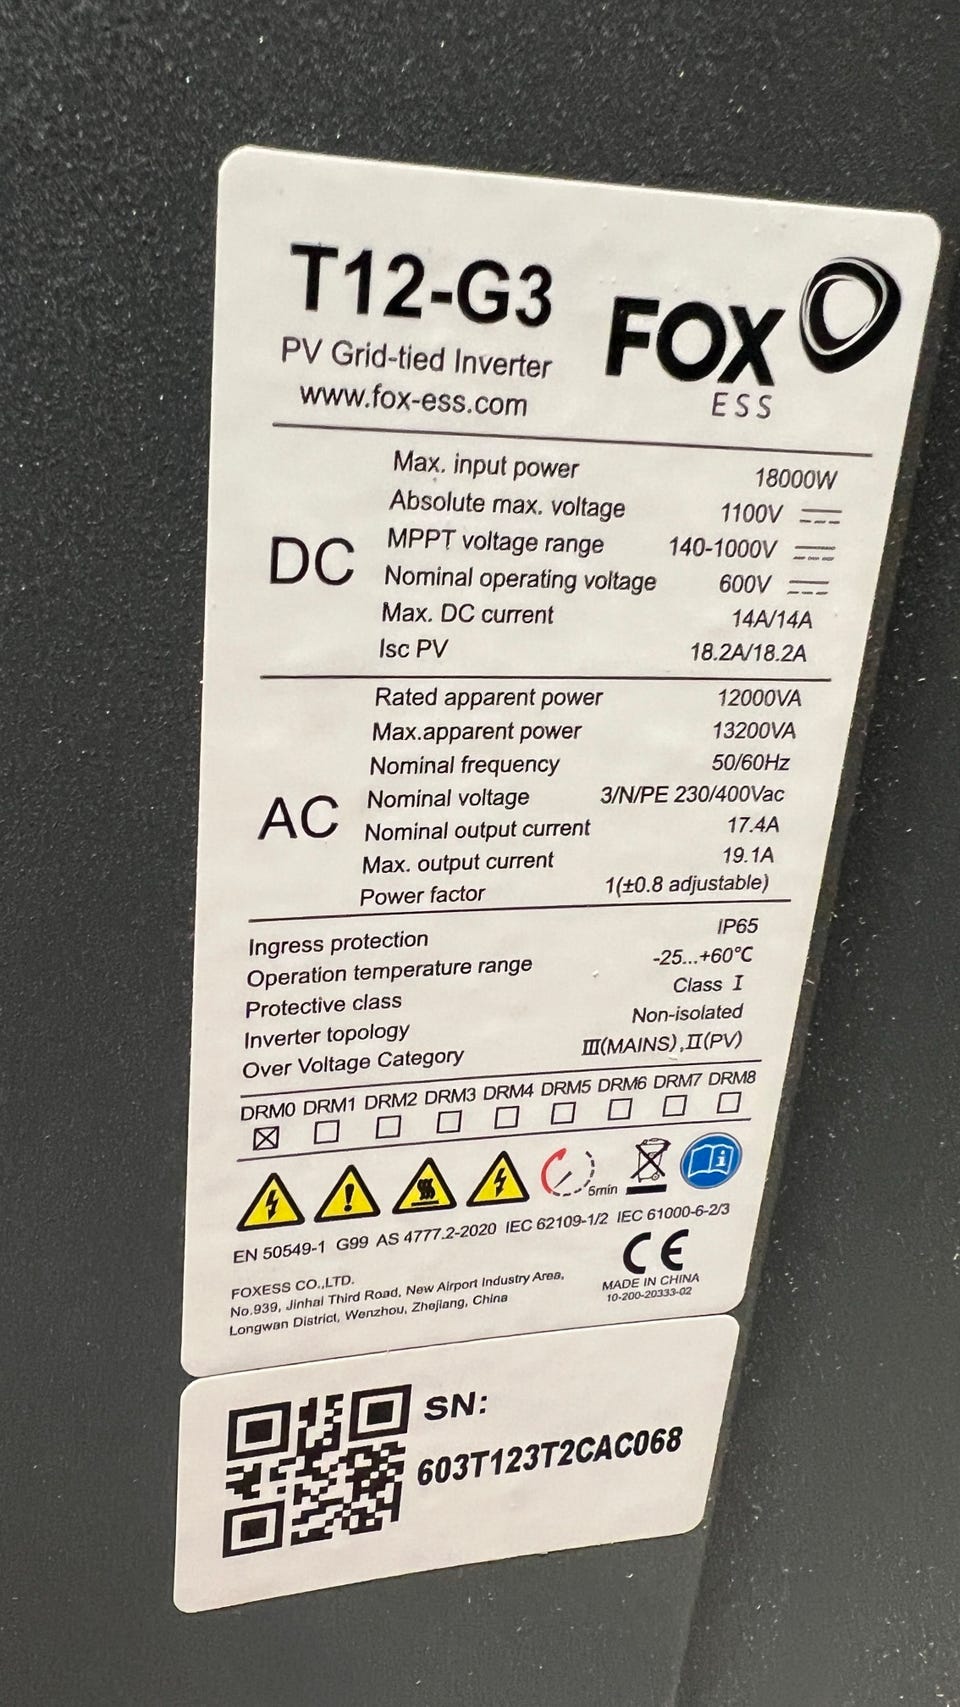 T12-G3
PV Grid-tied Inverter
www.fox-ess.com
FOX
ESS
DC
Max. input power 18000W
Absolute max. voltage 1100V
MPPT voltage range 140-1000V
Nominal operating voltage 600V
Max. DC current 14A/14A
Isc PV 18.2A/18.2A
AC
Rated apparent power 12000VA
Max.apparent power 13200VA
Nominal frequency 50/60Hz
Nominal voltage 3/N/PE 230/400Vac
Nominal output current 17.4A
Max. output current 19.1A
Power factor 1(±0.8 adjustable)
Ingress protection IP65
Operation temperature range -25...+60℃
Protective class Class I
Inverter topology Non-isolated
Over Voltage Category III(MAINS),II(PV)
DRM0 DRM1 DRM2 DRM3 DRM4 DRM5 DRM6 DRM7 DRM8
5min
EN 50549-1 G99 AS 4777.2-2020 IEC 62109-1/2 IEC 61000-6-2/3
FOXESS CO.,LTD.
No.939, Jinhai Third Road, New Airport Industry Area,
Longwan District, Wenzhou, Zhejiang, China
CE
MADE IN CHINA
10-200-20333-02
SN:
603T123T2CAC068